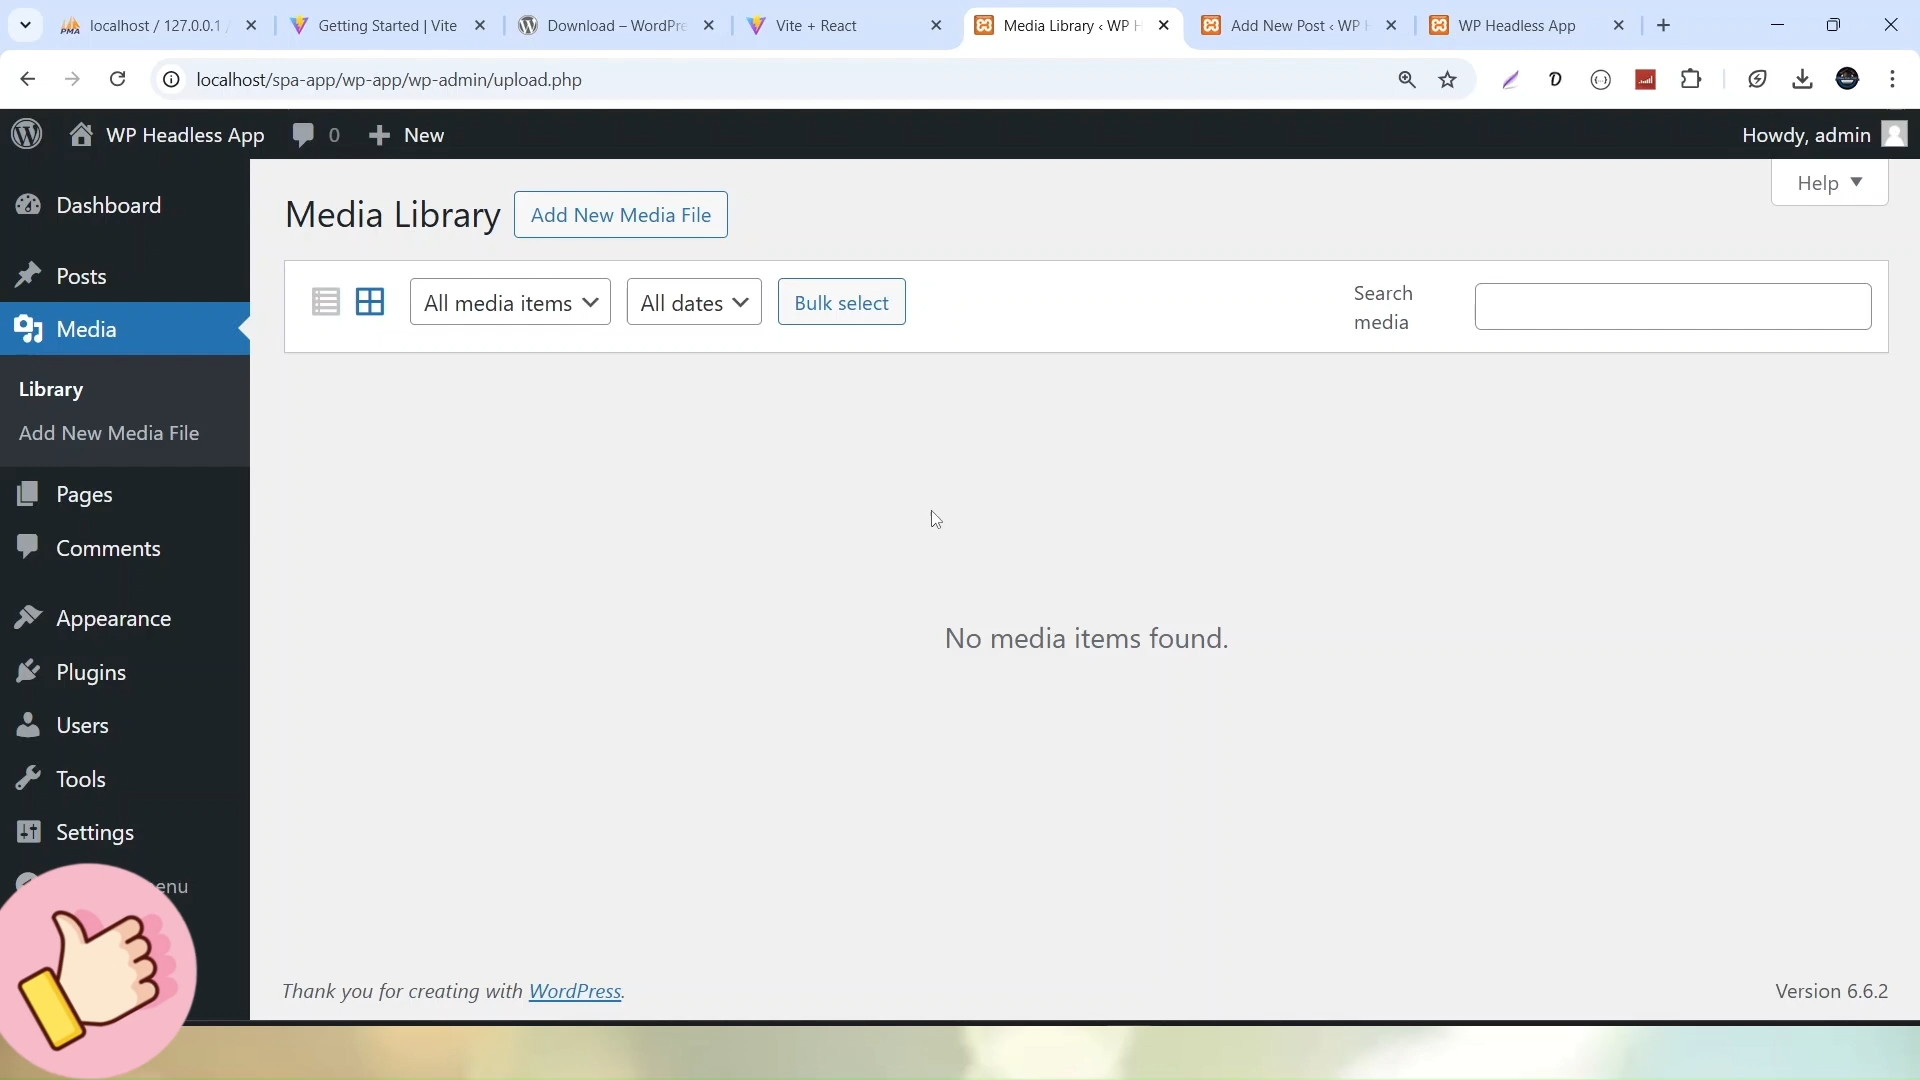 localhost / 127.0.0.1 /
Getting Started | Vite
Download – WordPre
Vite + React
Media Library ‹ WP H
Add New Post ‹ WP H
WP Headless App
localhost/spa-app/wp-app/wp-admin/upload.php
WP Headless App
0
New
Howdy, admin
Help
Dashboard
Posts
Media
Library
Add New Media File
Pages
Comments
Appearance
Plugins
Users
Tools
Settings
enu
Media Library
Add New Media File
All media items
All dates
Bulk select
Search
media
No media items found.
Thank you for creating with WordPress.
Version 6.6.2